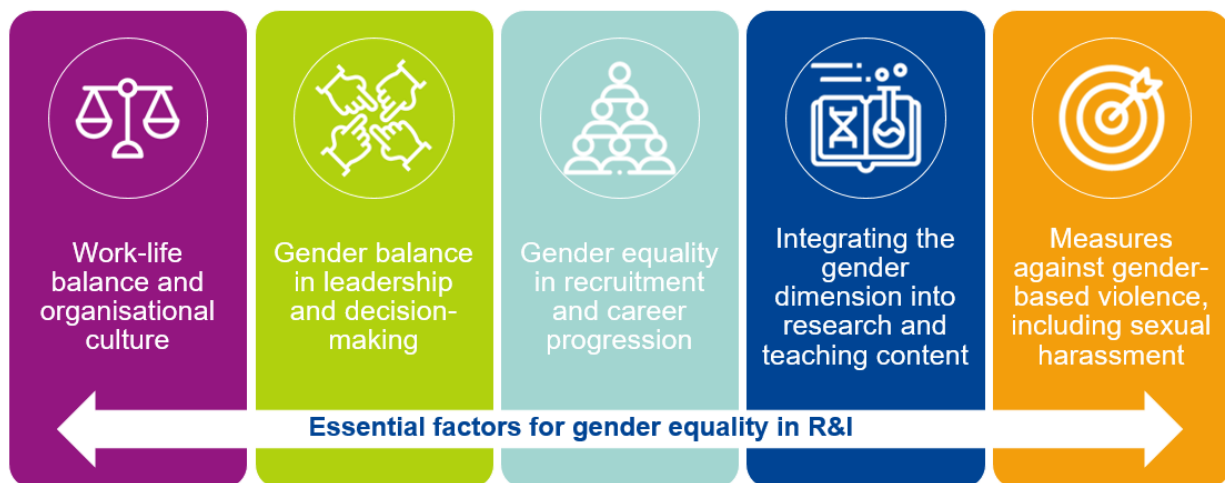 Work-life
balance and
organisational
culture
Gender balance
in leadership
and decision-
making
Gender equality
in recruitment
and career
progression
Integrating the
gender
dimension into
research and
teaching content
Measures
against gender-
based violence,
including sexual
harassment
Essential factors for gender equality in R&I